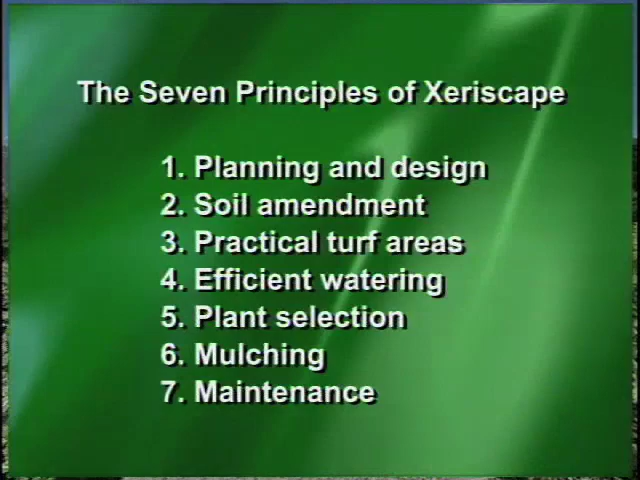 The Seven Principles of Xeriscape
1. Planning and design
2. Soil amendment
3. Practical turf areas
4. Efficient watering
5. Plant selection
6. Mulching
7. Maintenance